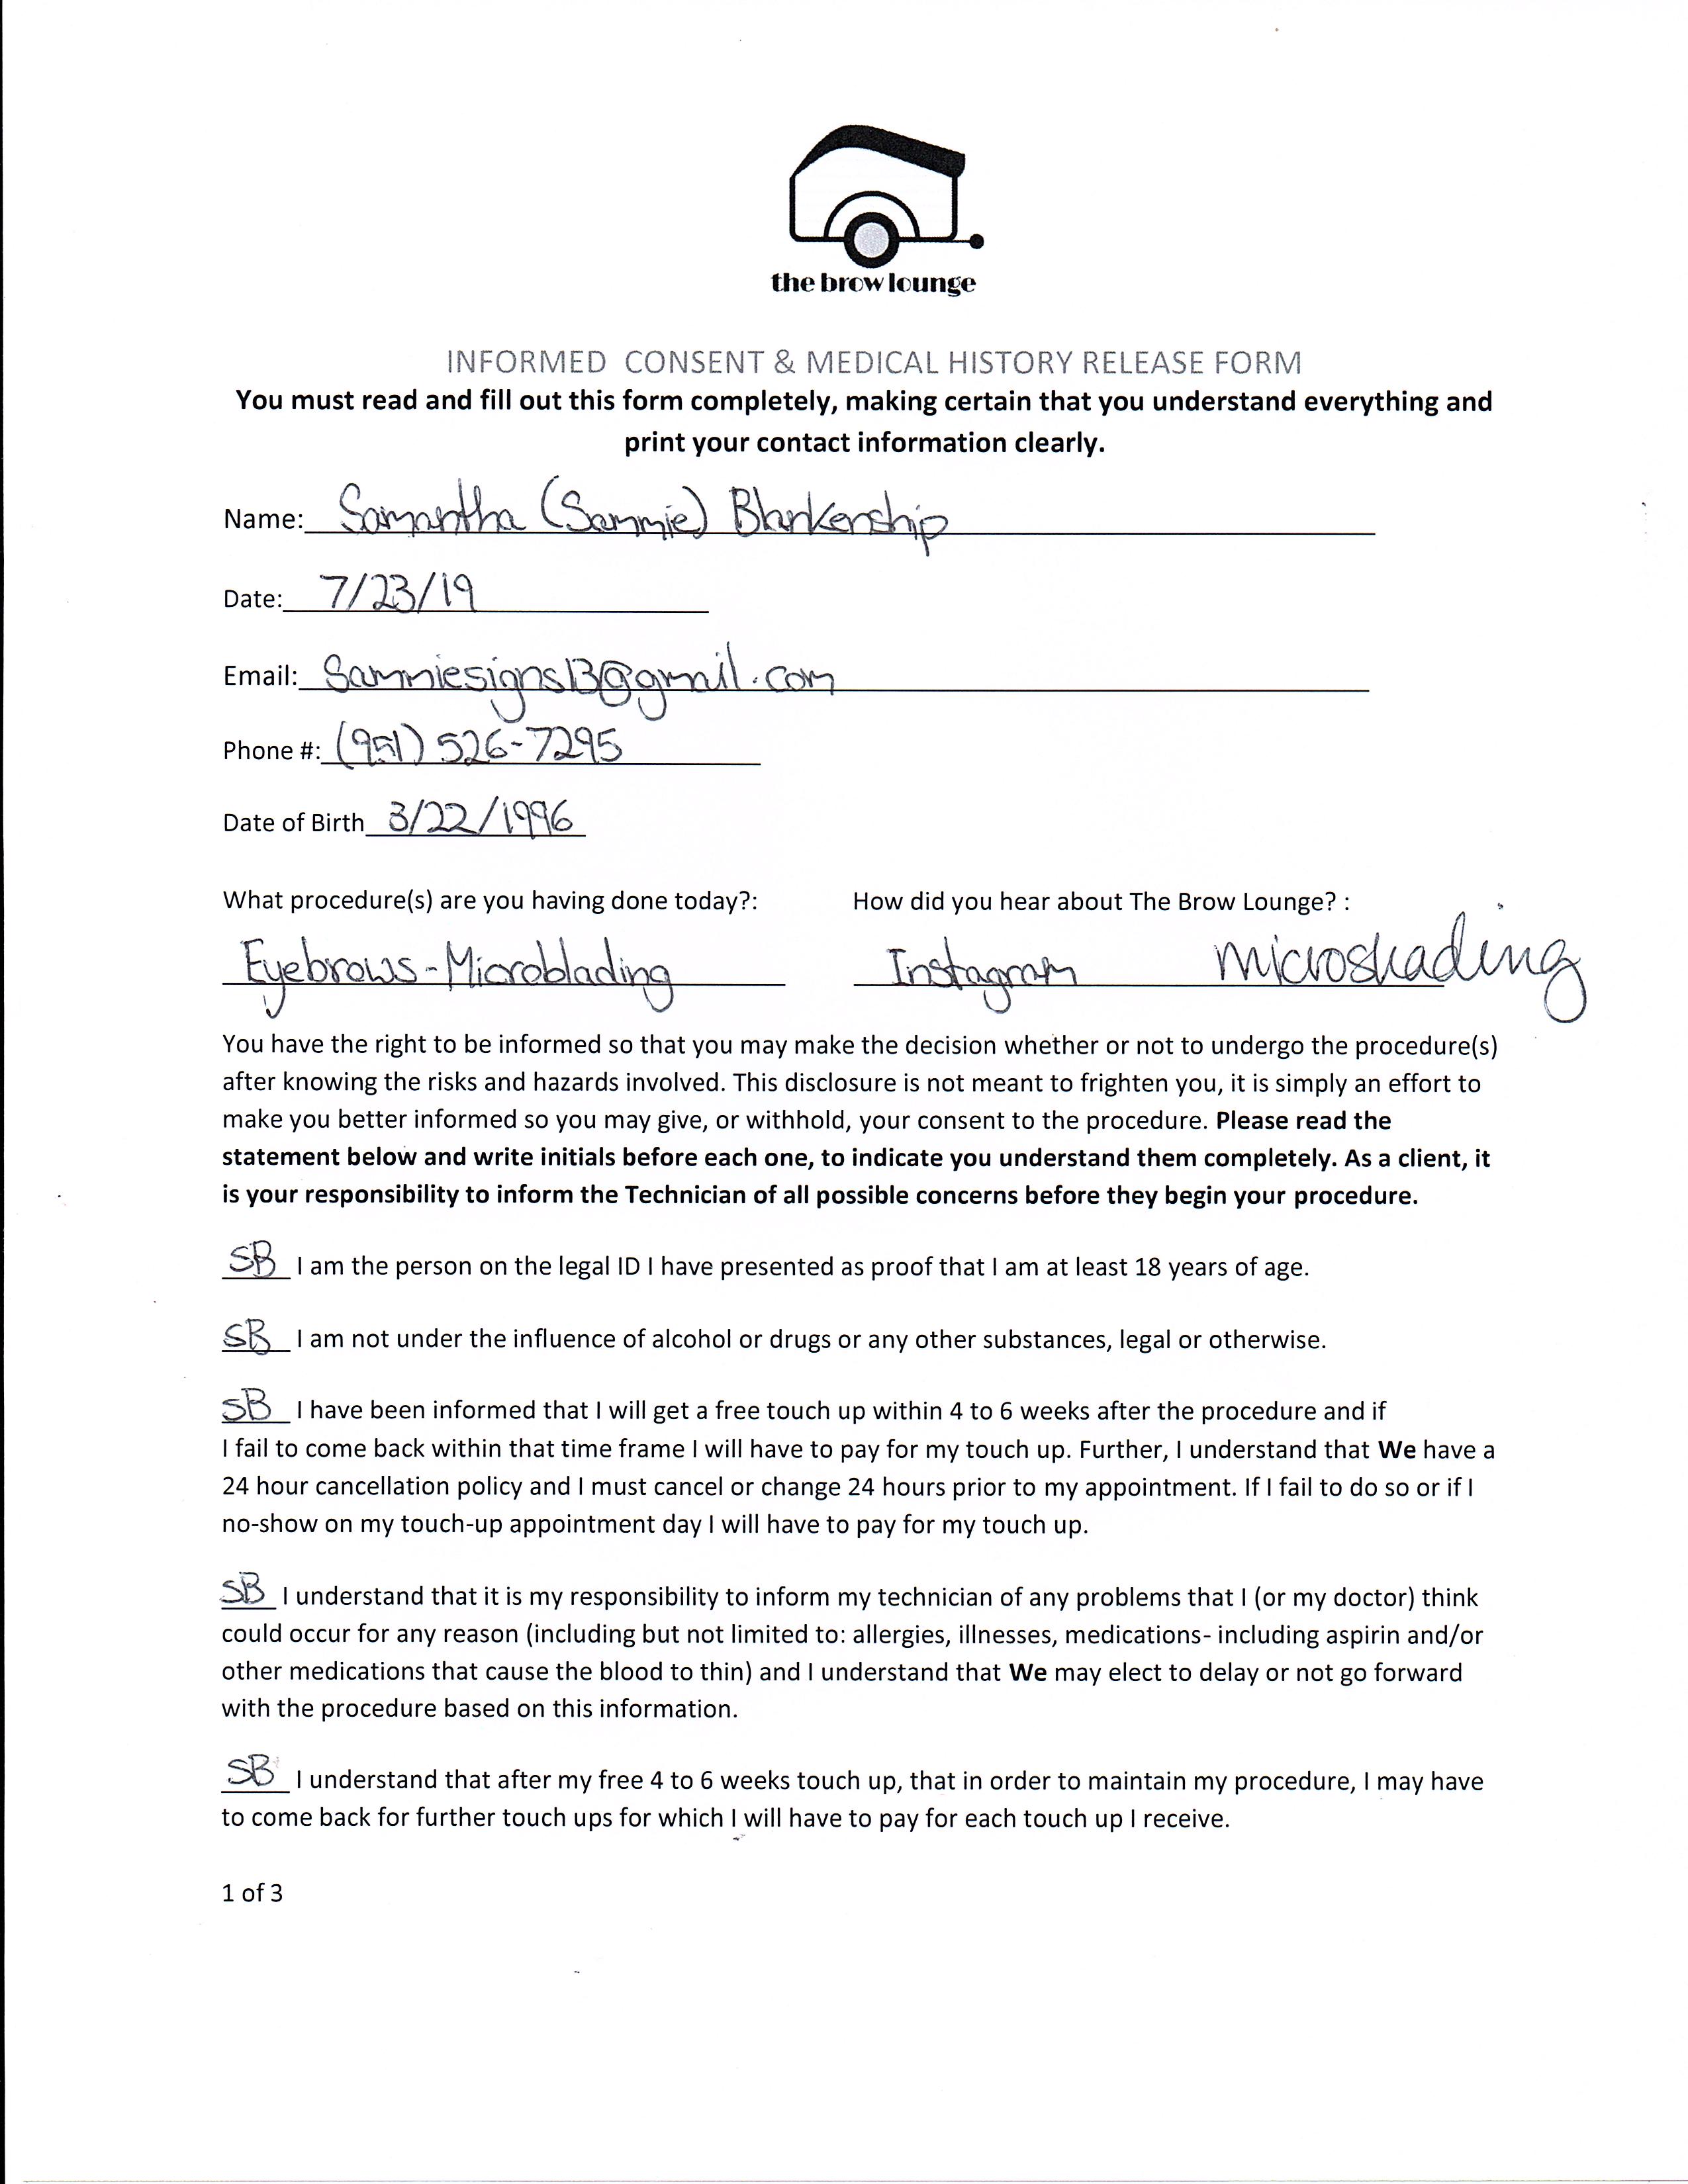 the brow lounge
INFORMED CONSENT & MEDICAL HISTORY RELEASE FORM
You must read and fill out this form completely, making certain that you understand everything and
print your contact information clearly.
Name: Samantha (Sammie) Blankenship
Date: 7/23/19
Email: Sammiesigns13@gmail.com
Phone #: (951) 526-7295
Date of Birth 3/22/1996
What procedure(s) are you having done today?: How did you hear about The Brow Lounge? :
Eyebrows-Microblading Instagram microshading
You have the right to be informed so that you may make the decision whether or not to undergo the procedure(s)
after knowing the risks and hazards involved. This disclosure is not meant to frighten you, it is simply an effort to
make you better informed so you may give, or withhold, your consent to the procedure. Please read the
statement below and write initials before each one, to indicate you understand them completely. As a client, it
is your responsibility to inform the Technician of all possible concerns before they begin your procedure.
SB I am the person on the legal ID I have presented as proof that I am at least 18 years of age.
SB I am not under the influence of alcohol or drugs or any other substances, legal or otherwise.
SB I have been informed that I will get a free touch up within 4 to 6 weeks after the procedure and if
I fail to come back within that time frame I will have to pay for my touch up. Further, I understand that We have a
24 hour cancellation policy and I must cancel or change 24 hours prior to my appointment. If I fail to do so or if I
no-show on my touch-up appointment day I will have to pay for my touch up.
SB I understand that it is my responsibility to inform my technician of any problems that I (or my doctor) think
could occur for any reason (including but not limited to: allergies, illnesses, medications- including aspirin and/or
other medications that cause the blood to thin) and I understand that We may elect to delay or not go forward
with the procedure based on this information.
SB I understand that after my free 4 to 6 weeks touch up, that in order to maintain my procedure, I may have
to come back for further touch ups for which I will have to pay for each touch up I receive.
1 of 3